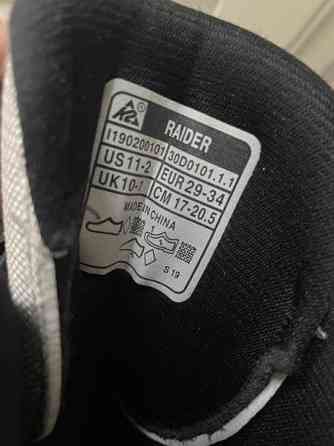 K2 ®
RAIDER
I190200101 30D0101.1.1
US 11-2 EUR 29-34
UK 10-1 CM 17-20.5
MADE IN CHINA
S 19